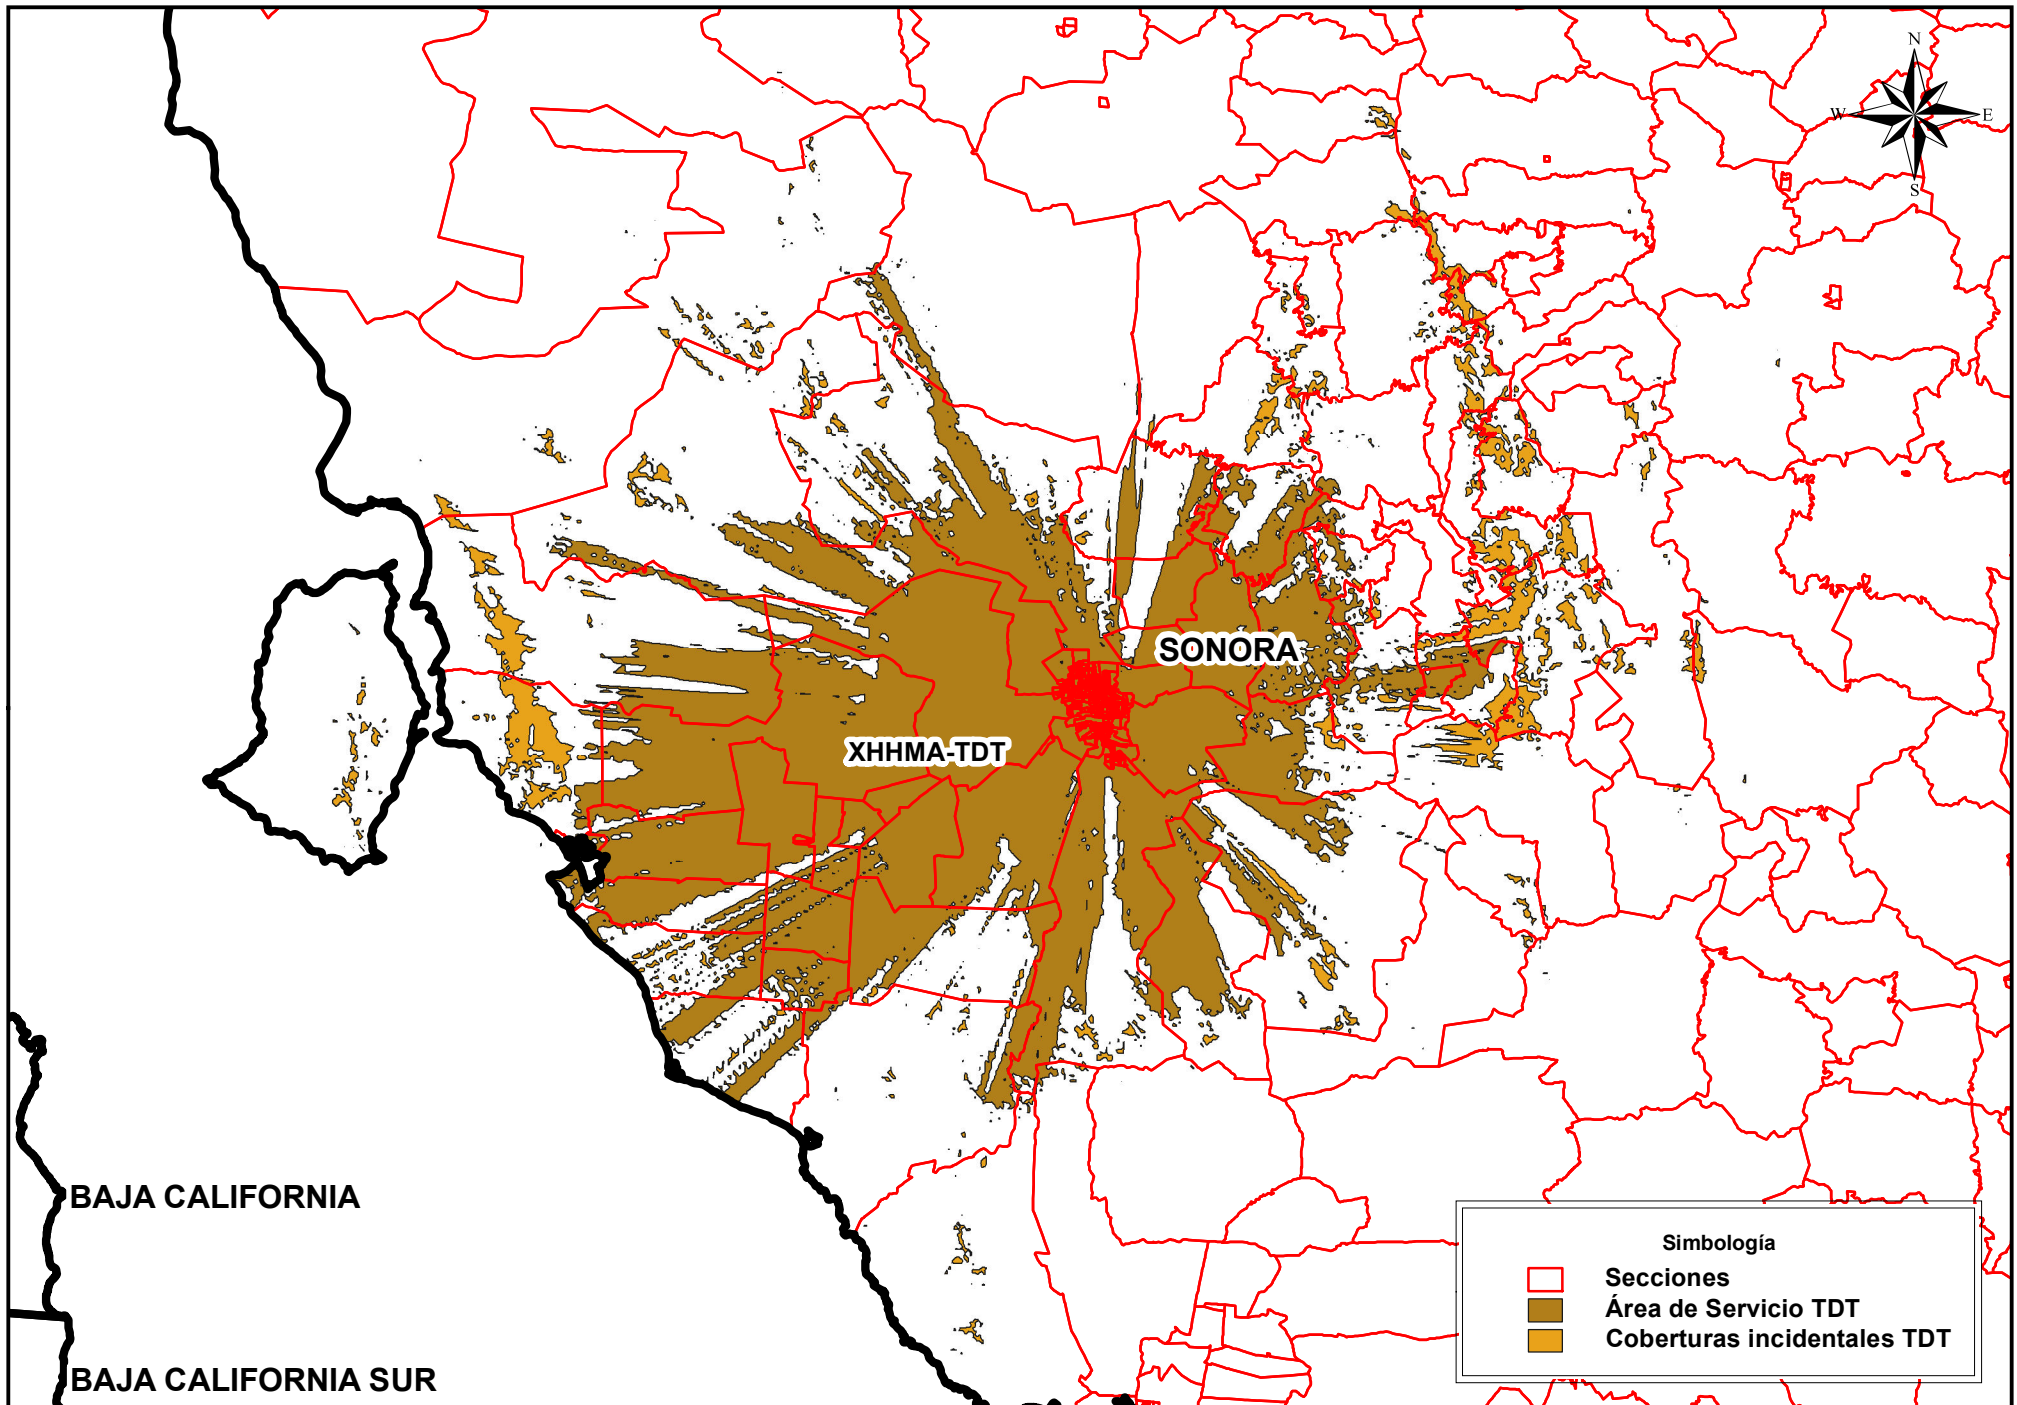 N
W E
S
SONORA
XHHMA-TDT
BAJA CALIFORNIA
BAJA CALIFORNIA SUR
Simbología
Secciones
Área de Servicio TDT
Coberturas incidentales TDT